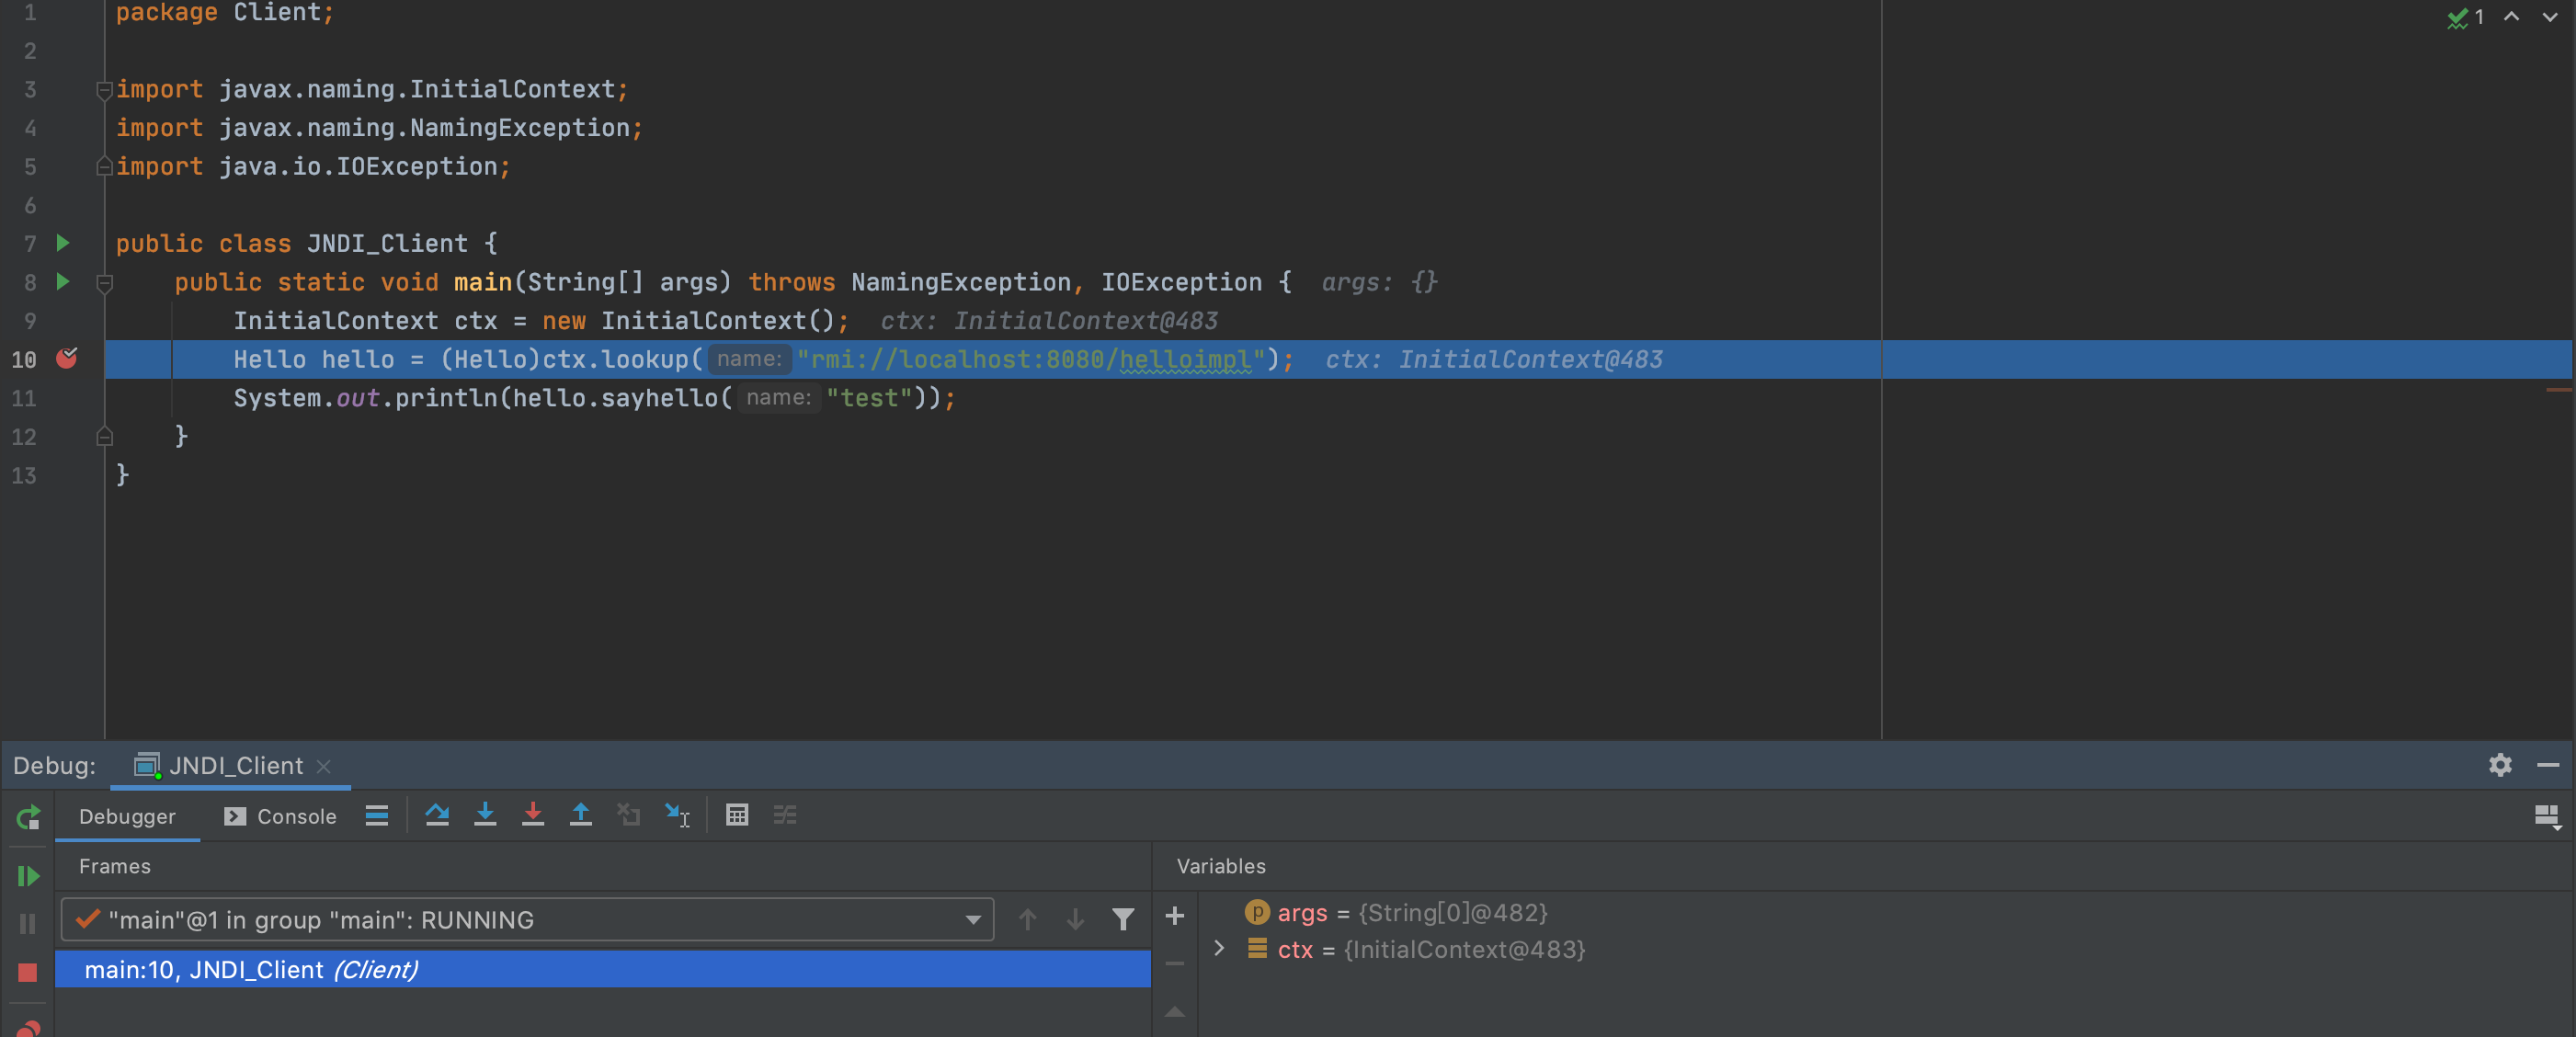 1 package Client;
2
3 import javax.naming.InitialContext;
4 import javax.naming.NamingException;
5 import java.io.IOException;
6
7 public class JNDI_Client {
8 public static void main(String[] args) throws NamingException, IOException { args: {}
9 InitialContext ctx = new InitialContext(); ctx: InitialContext@483
10 Hello hello = (Hello)ctx.lookup( name: "rmi://localhost:8080/helloimpl"); ctx: InitialContext@483
11 System.out.println(hello.sayhello( name: "test"));
12 }
13 }
1
Debug: JNDI_Client
Debugger Console
Frames
Variables
"main"@1 in group "main": RUNNING
main:10, JNDI_Client (Client)
p args = {String[0]@482}
ctx = {InitialContext@483}